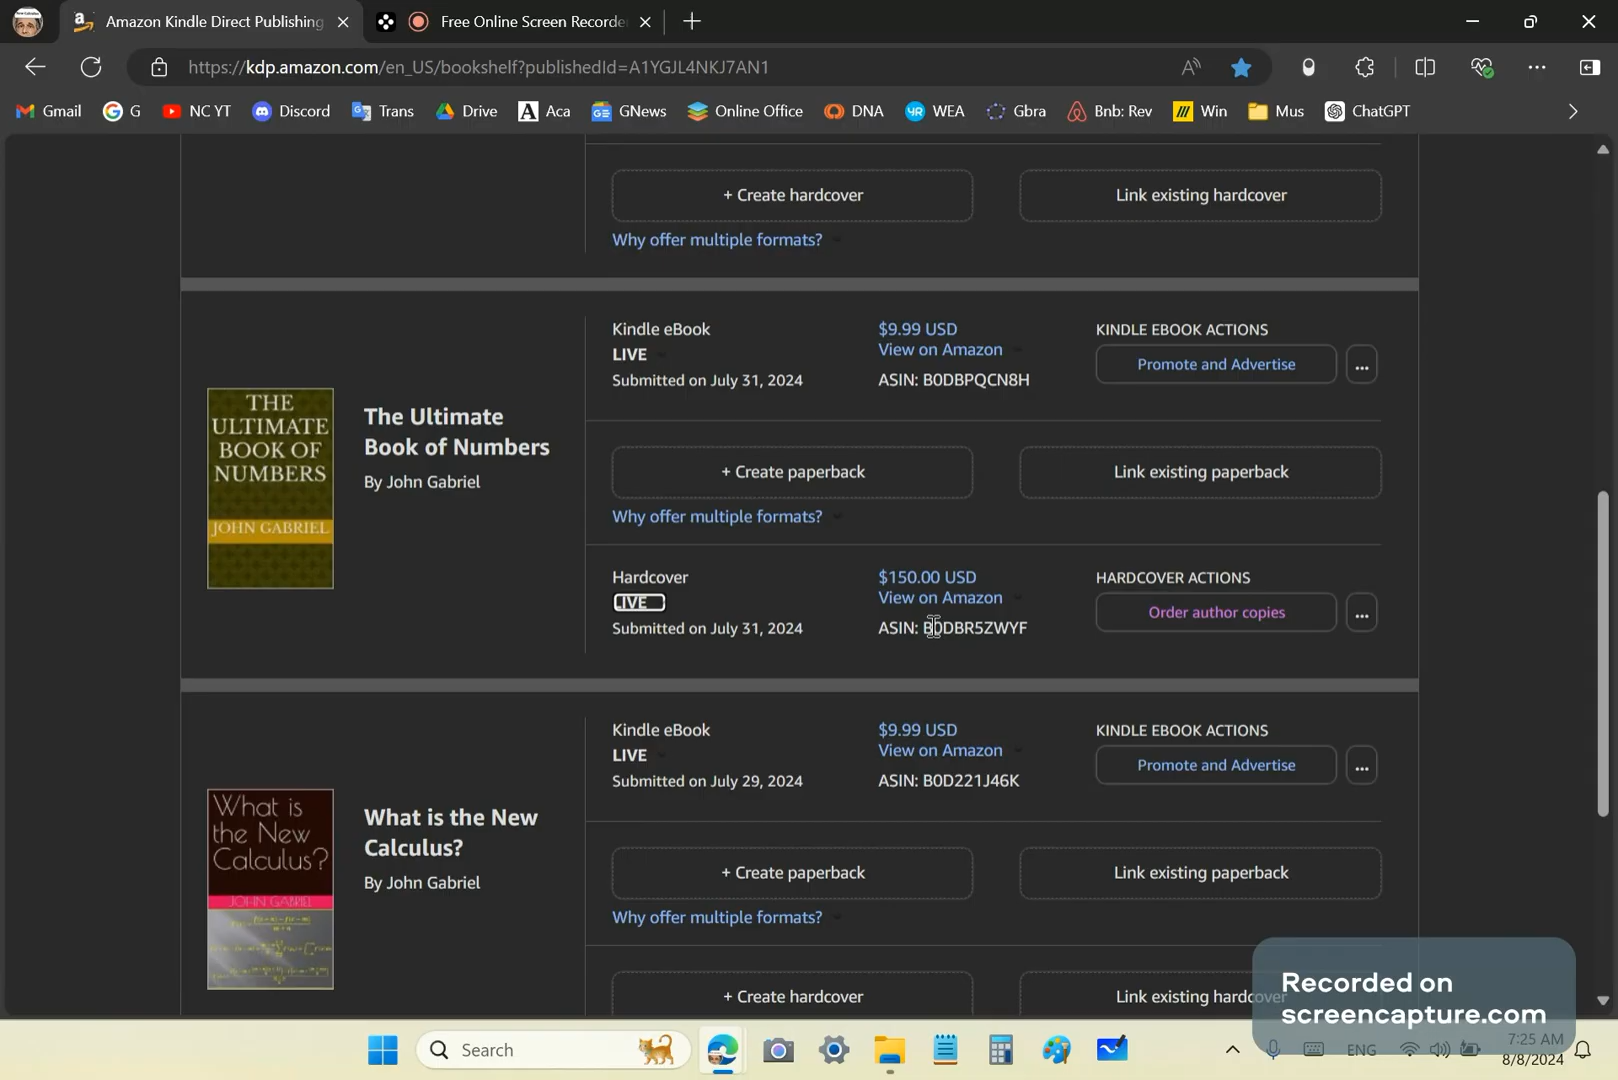 Amazon Kindle Direct Publishing
Free Online Screen Recorde
https://kdp.amazon.com/en_US/bookshelf?publishedId=A1YGJL4NKJ7AN1
Gmail G NC YT Discord Trans Drive Aca GNews Online Office DNA WEA Gbra Bnb: Rev Win Mus ChatGPT
+ Create hardcover Link existing hardcover
Why offer multiple formats?
Kindle eBook $9.99 USD KINDLE EBOOK ACTIONS
LIVE View on Amazon Promote and Advertise ...
Submitted on July 31, 2024 ASIN: B0DBPQCN8H
THE
ULTIMATE
BOOK OF
NUMBERS
JOHN GABRIEL
The Ultimate
Book of Numbers
By John Gabriel
+ Create paperback Link existing paperback
Why offer multiple formats?
Hardcover $150.00 USD HARDCOVER ACTIONS
LIVE View on Amazon Order author copies ...
Submitted on July 31, 2024 ASIN: B0DBR5ZWYF
Kindle eBook $9.99 USD KINDLE EBOOK ACTIONS
LIVE View on Amazon Promote and Advertise ...
Submitted on July 29, 2024 ASIN: B0D221J46K
What is
the New
Calculus?
JOHN GABRIEL
What is the New
Calculus?
By John Gabriel
+ Create paperback Link existing paperback
Why offer multiple formats?
+ Create hardcover Link existing hardcover
Recorded on
screencapture.com
Search
ENG
7:25 AM
8/8/2024